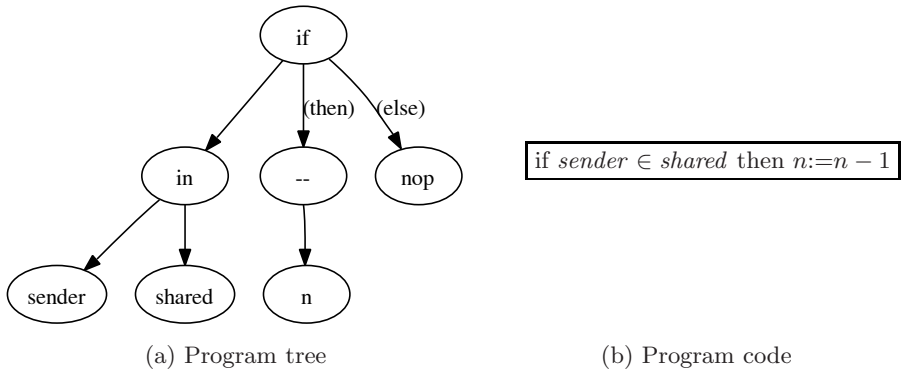 if
(then)
(else)
in
--
nop
if sender ∈ shared then n:=n − 1
sender
shared
n
(a) Program tree
(b) Program code